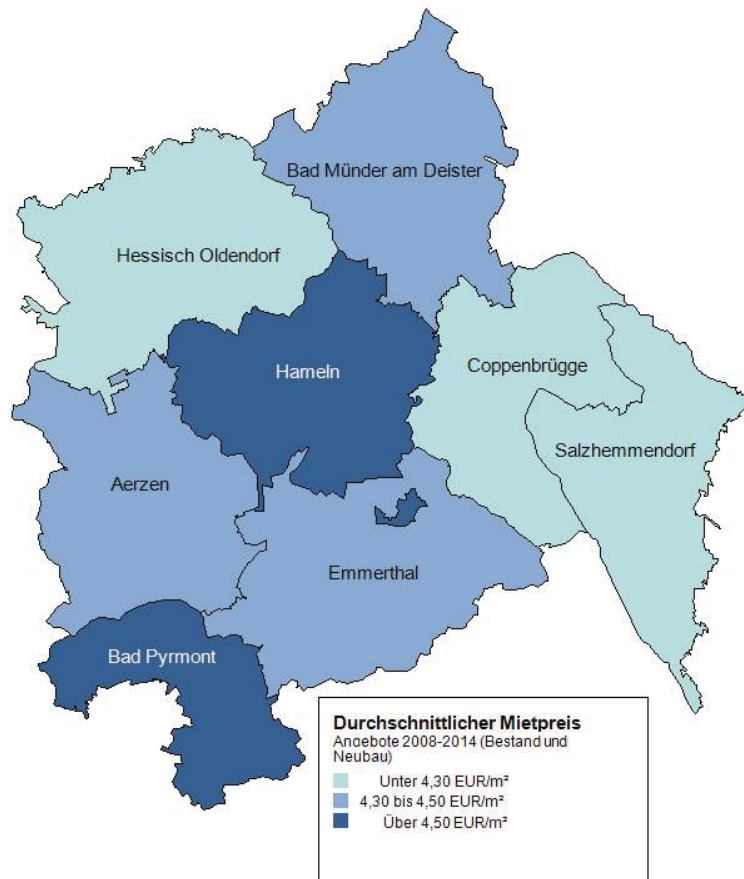 Bad Münder am Deister
Hessisch Oldendorf
Hameln
Coppenbrügge
Salzhemmendorf
Aerzen
Emmerthal
Bad Pyrmont
Durchschnittlicher Mietpreis
Angebote 2008-2014 (Bestand und
Neubau)
Unter 4,30 EUR/m²
4,30 bis 4,50 EUR/m²
Über 4,50 EUR/m²